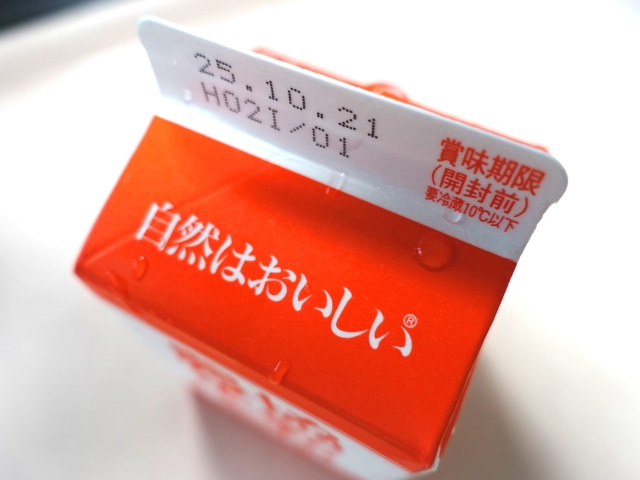 25.10.21
H02I/01
賞味期限
(開封前)
要冷蔵10℃以下
自然はおいしい®